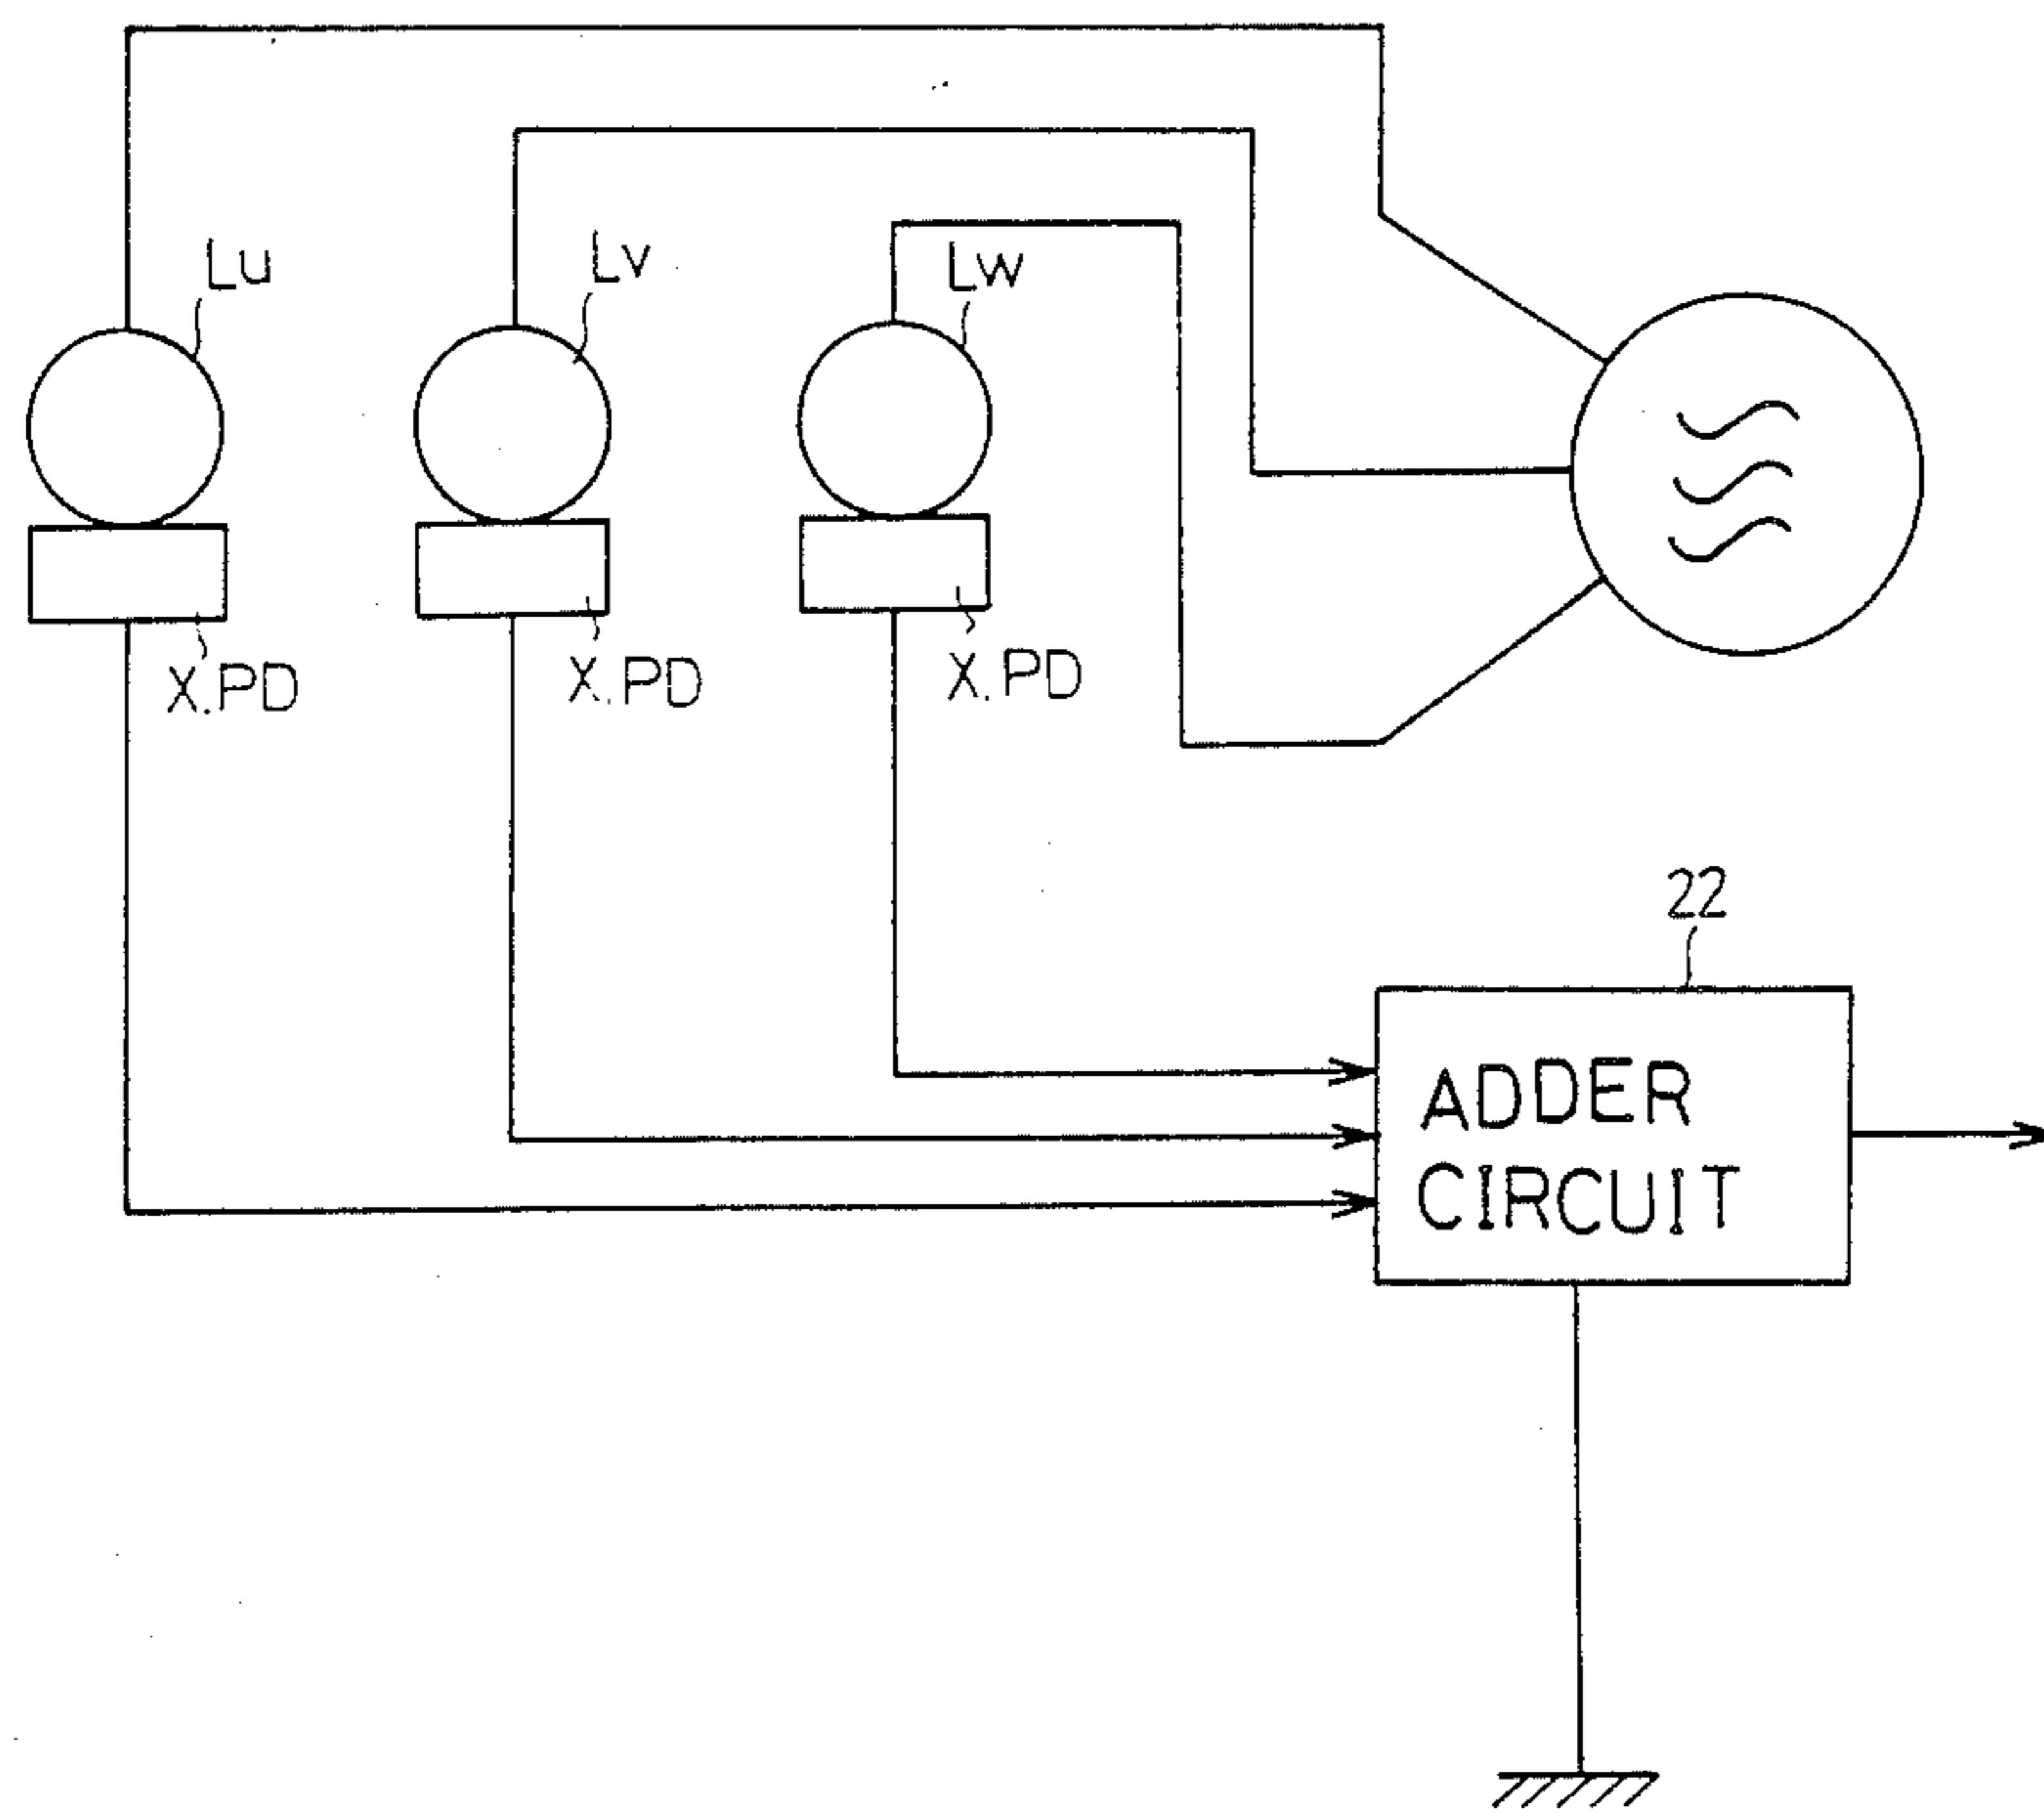 Lu
Lv
Lw
X.PD
X.PD
X.PD
22
ADDER
CIRCUIT